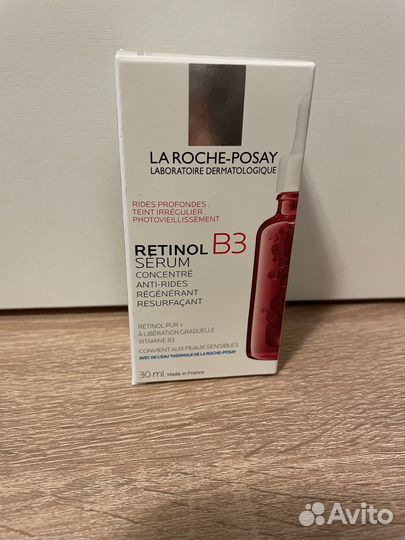 LA ROCHE-POSAY
LABORATOIRE DERMATOLOGIQUE
RIDES PROFONDES .
TEINT IRRÉGULIER .
PHOTOVIEILLISSEMENT
RETINOL B3
SÉRUM
CONCENTRÉ
ANTI-RIDES
RÉGÉNÉRANT
RESURFAÇANT
RÉTINOL PUR +
À LIBÉRATION GRADUELLE
VITAMINE B3
CONVIENT AUX PEAUX SENSIBLES
AVEC DE L'EAU THERMALE DE LA ROCHE-POSAY
30 ml. Made in France
Avito